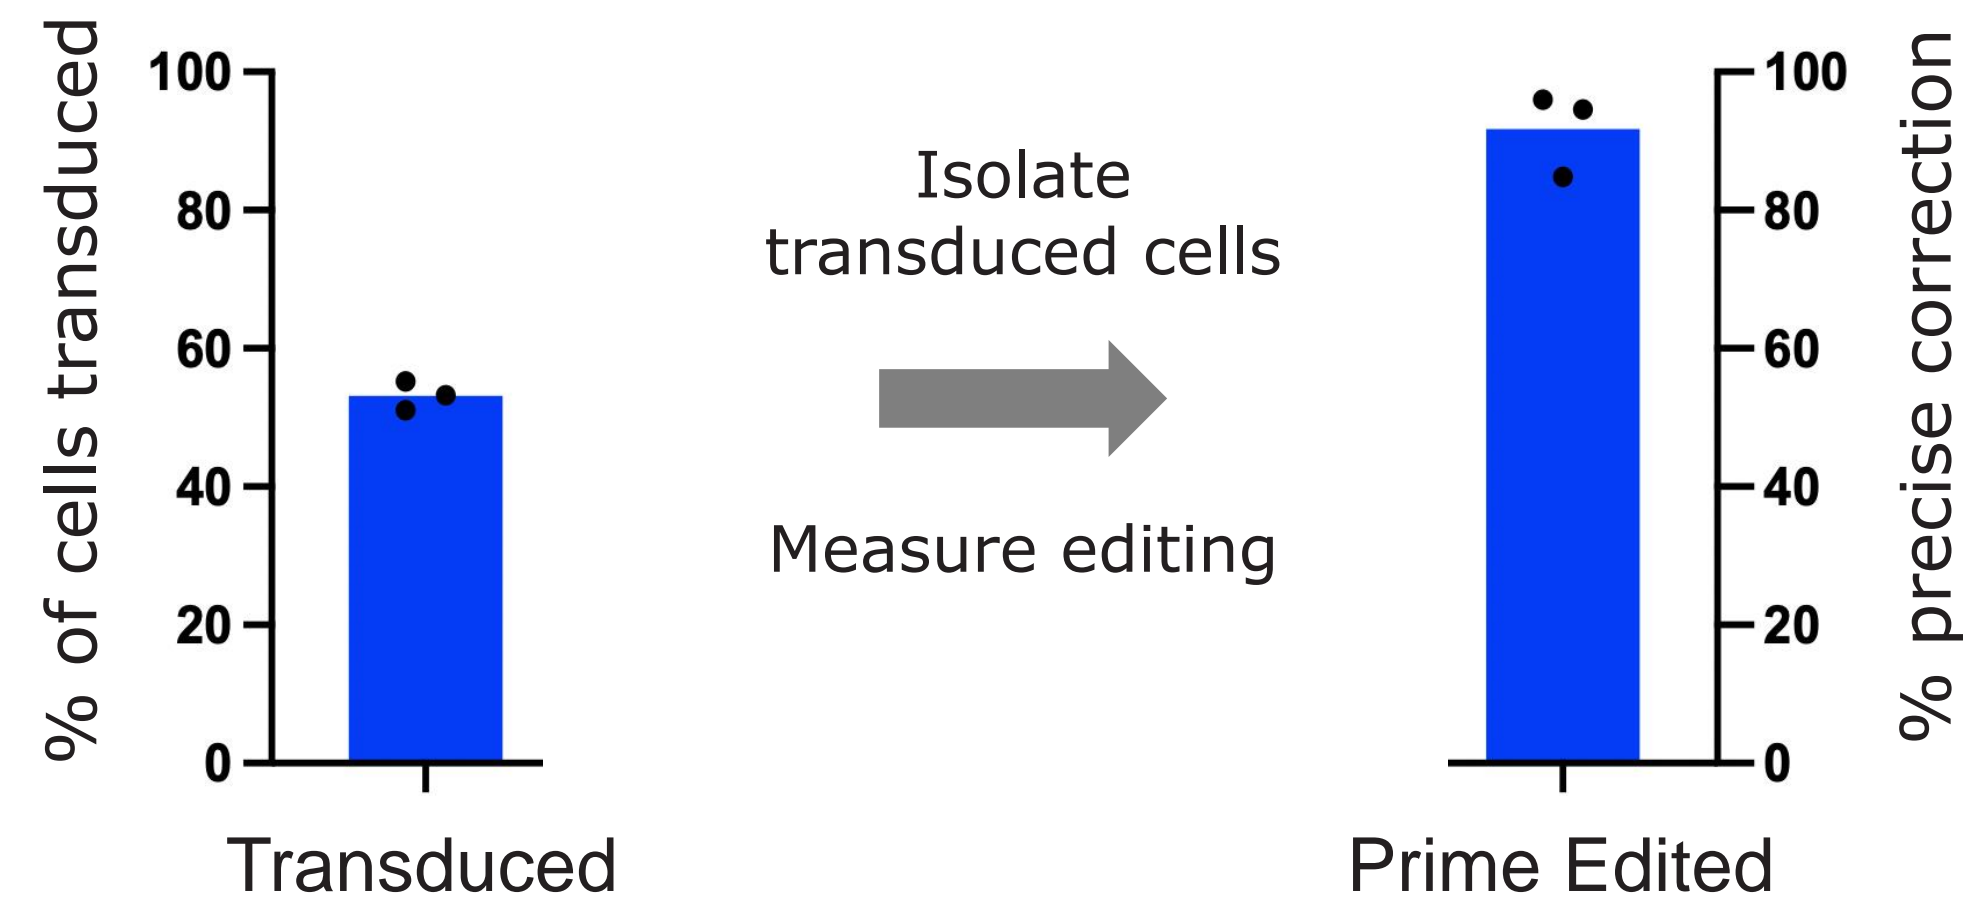 % of cells transduced
100
80
60
40
20
0
Transduced
Isolate
transduced cells
Measure editing
100
80
60
40
20
0
% precise correction
Prime Edited